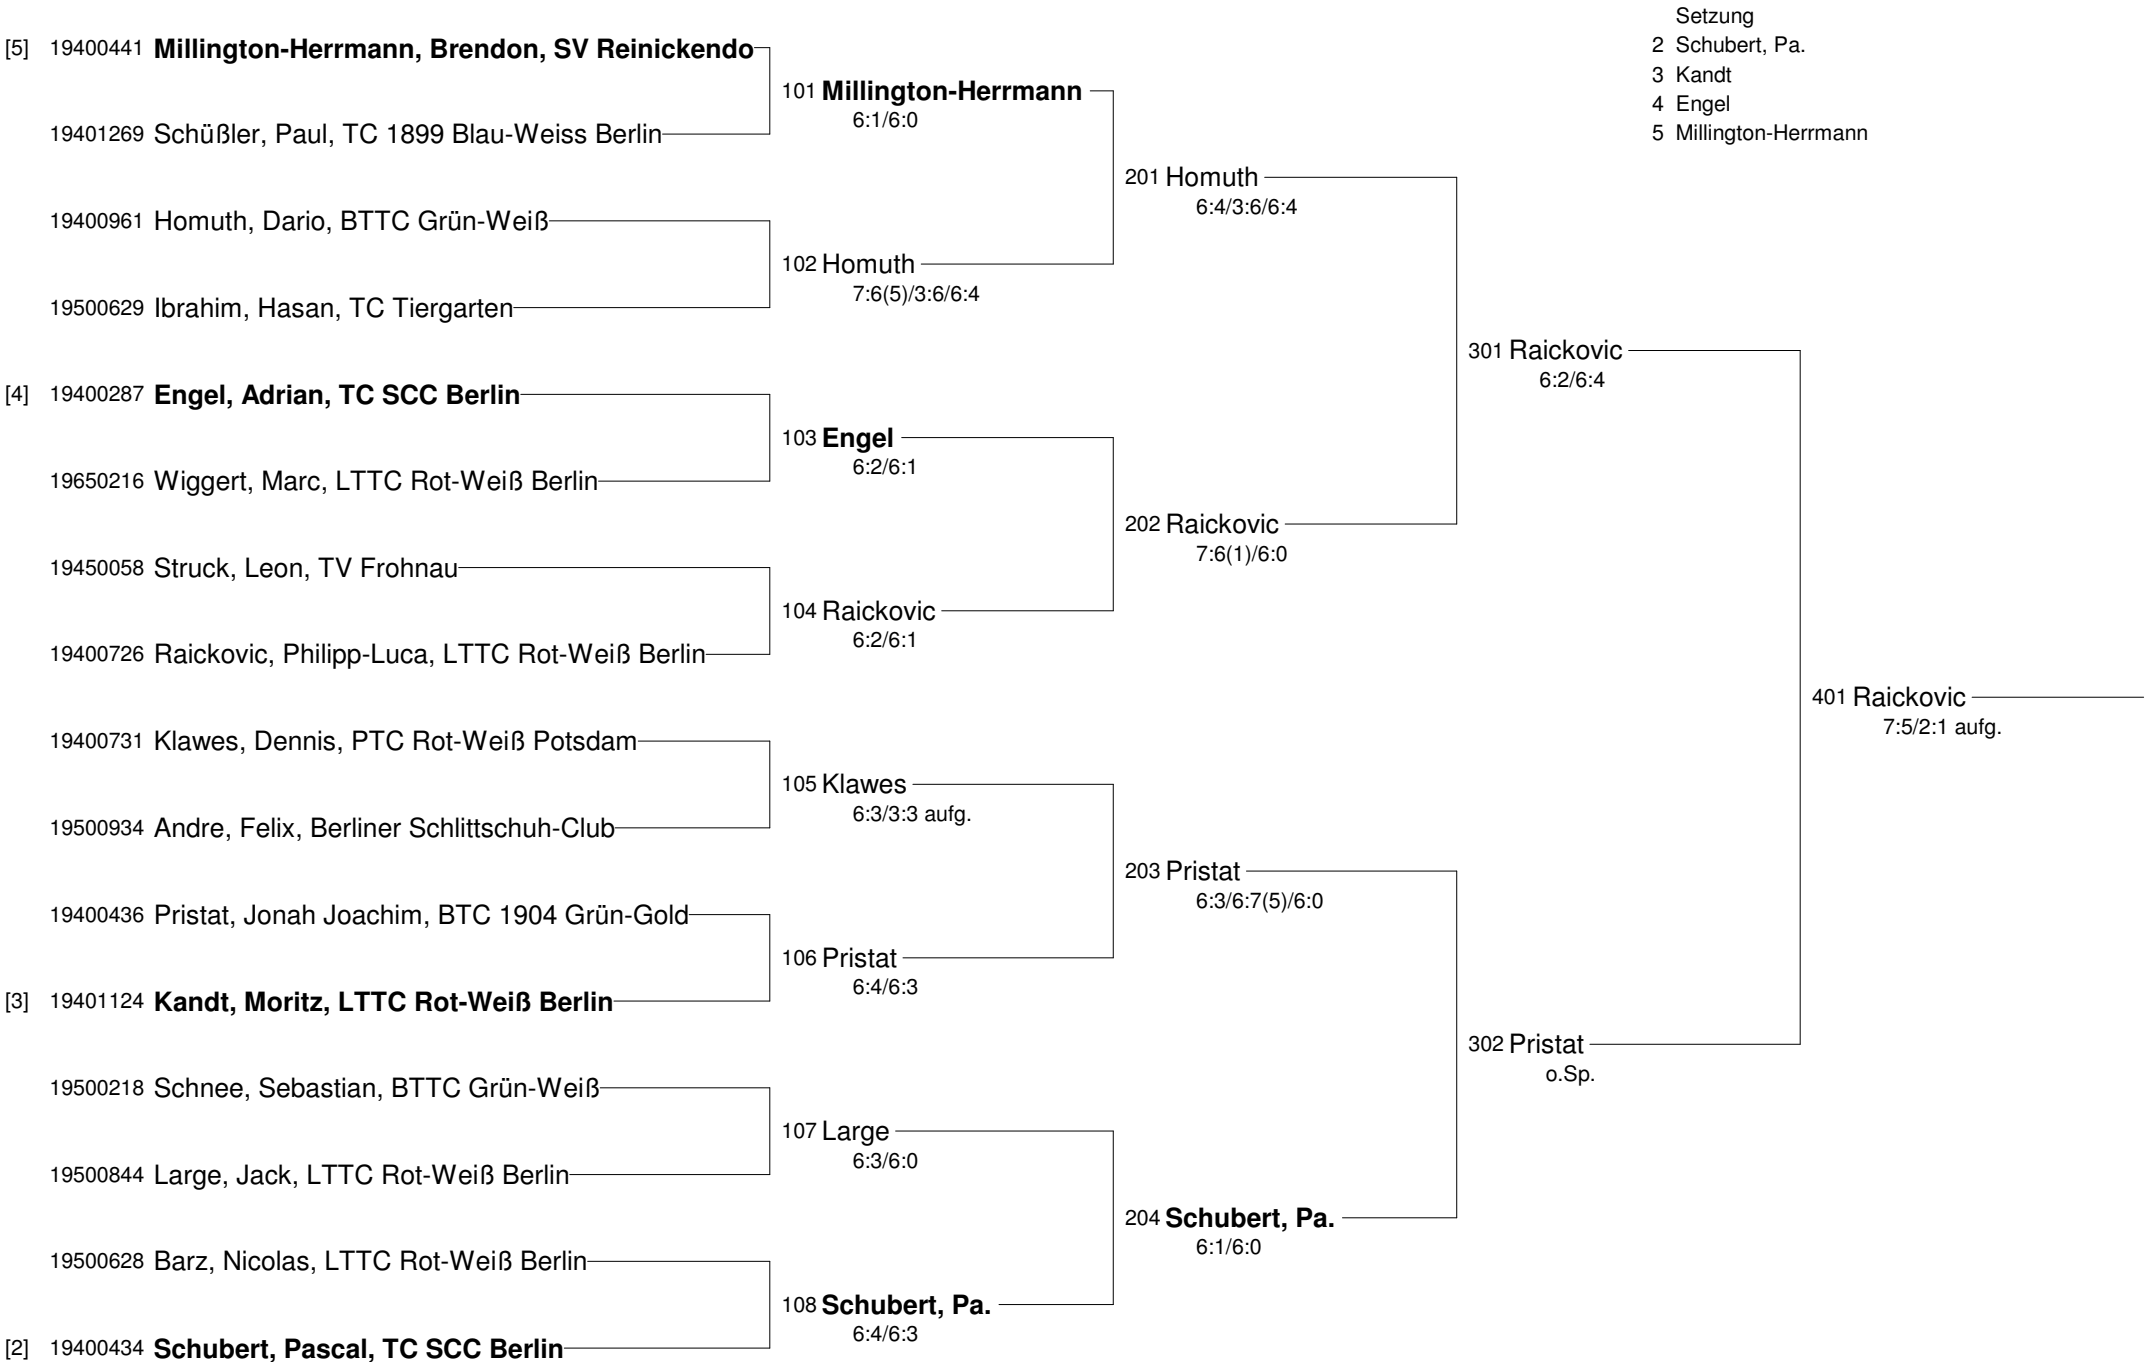 Setzung
2 Schubert, Pa.
3 Kandt
4 Engel
5 Millington-Herrmann
[5] 19400441 Millington-Herrmann, Brendon, SV Reinickendo
101 Millington-Herrmann
6:1/6:0
19401269 Schüßler, Paul, TC 1899 Blau-Weiss Berlin
201 Homuth
6:4/3:6/6:4
19400961 Homuth, Dario, BTTC Grün-Weiß
102 Homuth
7:6(5)/3:6/6:4
19500629 Ibrahim, Hasan, TC Tiergarten
301 Raickovic
6:2/6:4
[4] 19400287 Engel, Adrian, TC SCC Berlin
103 Engel
6:2/6:1
19650216 Wiggert, Marc, LTTC Rot-Weiß Berlin
202 Raickovic
7:6(1)/6:0
19450058 Struck, Leon, TV Frohnau
104 Raickovic
6:2/6:1
19400726 Raickovic, Philipp-Luca, LTTC Rot-Weiß Berlin
401 Raickovic
7:5/2:1 aufg.
19400731 Klawes, Dennis, PTC Rot-Weiß Potsdam
105 Klawes
6:3/3:3 aufg.
19500934 Andre, Felix, Berliner Schlittschuh-Club
203 Pristat
6:3/6:7(5)/6:0
19400436 Pristat, Jonah Joachim, BTC 1904 Grün-Gold
106 Pristat
6:4/6:3
[3] 19401124 Kandt, Moritz, LTTC Rot-Weiß Berlin
302 Pristat
o.Sp.
19500218 Schnee, Sebastian, BTTC Grün-Weiß
107 Large
6:3/6:0
19500844 Large, Jack, LTTC Rot-Weiß Berlin
204 Schubert, Pa.
6:1/6:0
19500628 Barz, Nicolas, LTTC Rot-Weiß Berlin
108 Schubert, Pa.
6:4/6:3
[2] 19400434 Schubert, Pascal, TC SCC Berlin